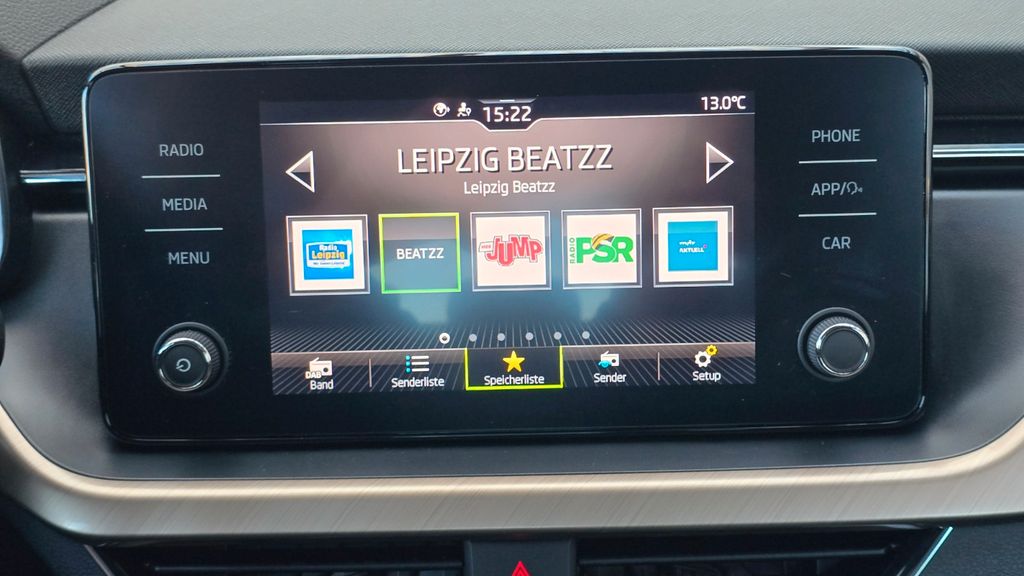 15:22
13.0°C
RADIO
MEDIA
MENU
LEIPZIG BEATZZ
Leipzig Beatzz
Radio
Leipzig
BEATZZ
JUMP
RADIO
PSR
mdr
AKTUELL
DAB
Band
Senderliste
Speicherliste
Sender
Setup
PHONE
APP/
CAR